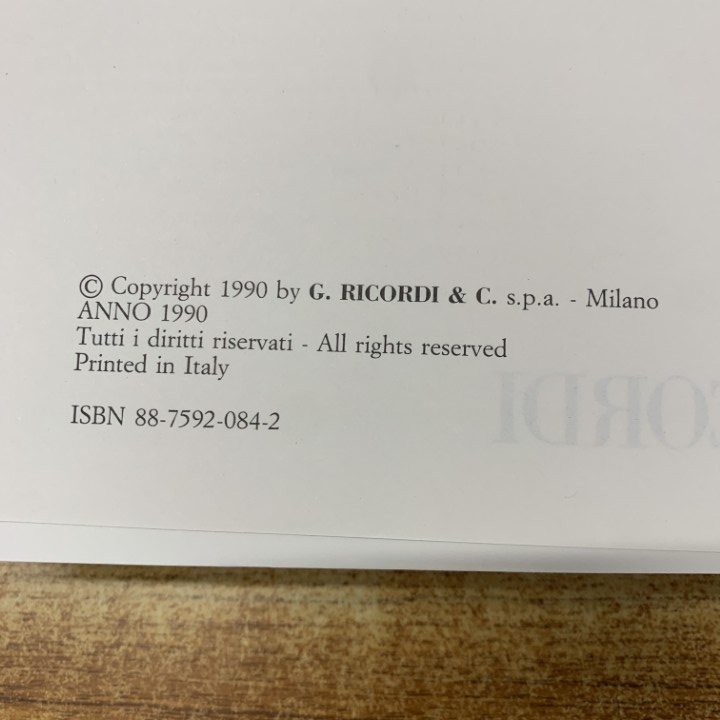 © Copyright 1990 by G. RICORDI & C. s.p.a. - Milano
ANNO 1990
Tutti i diritti riservati - All rights reserved
Printed in Italy
ISBN 88-7592-084-2